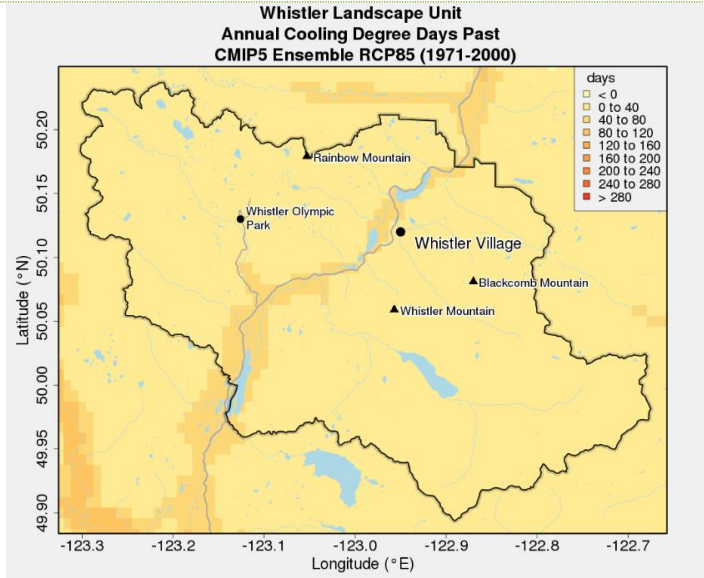 Whistler Landscape Unit
Annual Cooling Degree Days Past
CMIP5 Ensemble RCP85 (1971-2000)
days
< 0
0 to 40
40 to 80
80 to 120
120 to 160
160 to 200
200 to 240
240 to 280
> 280
Rainbow Mountain
Whistler Olympic
Park
Whistler Village
Blackcomb Mountain
Whistler Mountain
Latitude (°N)
50.20
50.15
50.10
50.05
50.00
49.95
49.90
-123.3
-123.2
-123.1
-123.0
-122.9
-122.8
-122.7
Longitude (°E)